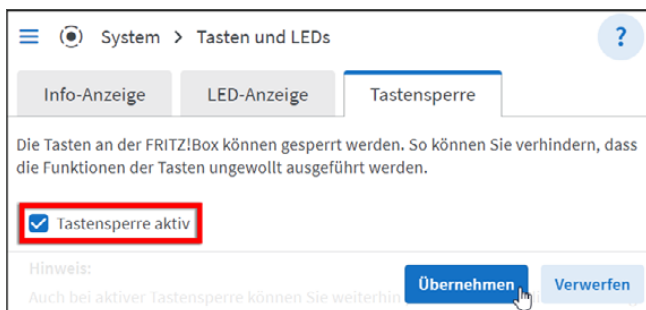 System > Tasten und LEDs ?
Info-Anzeige LED-Anzeige Tastensperre
Die Tasten an der FRITZ!Box können gesperrt werden. So können Sie verhindern, dass
die Funktionen der Tasten ungewollt ausgeführt werden.
Tastensperre aktiv
Hinweis:
Übernehmen Verwerfen
Auch bei aktiver Tastensperre können Sie weiterhin